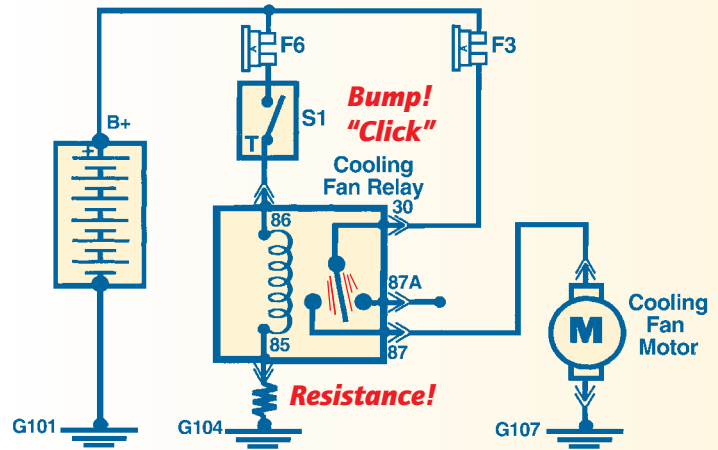 F6
F3
B+
+
S1
T
Bump!
"Click"
Cooling
Fan Relay
86
30
87A
85
87
M
Cooling
Fan
Motor
Resistance!
G101
G104
G107